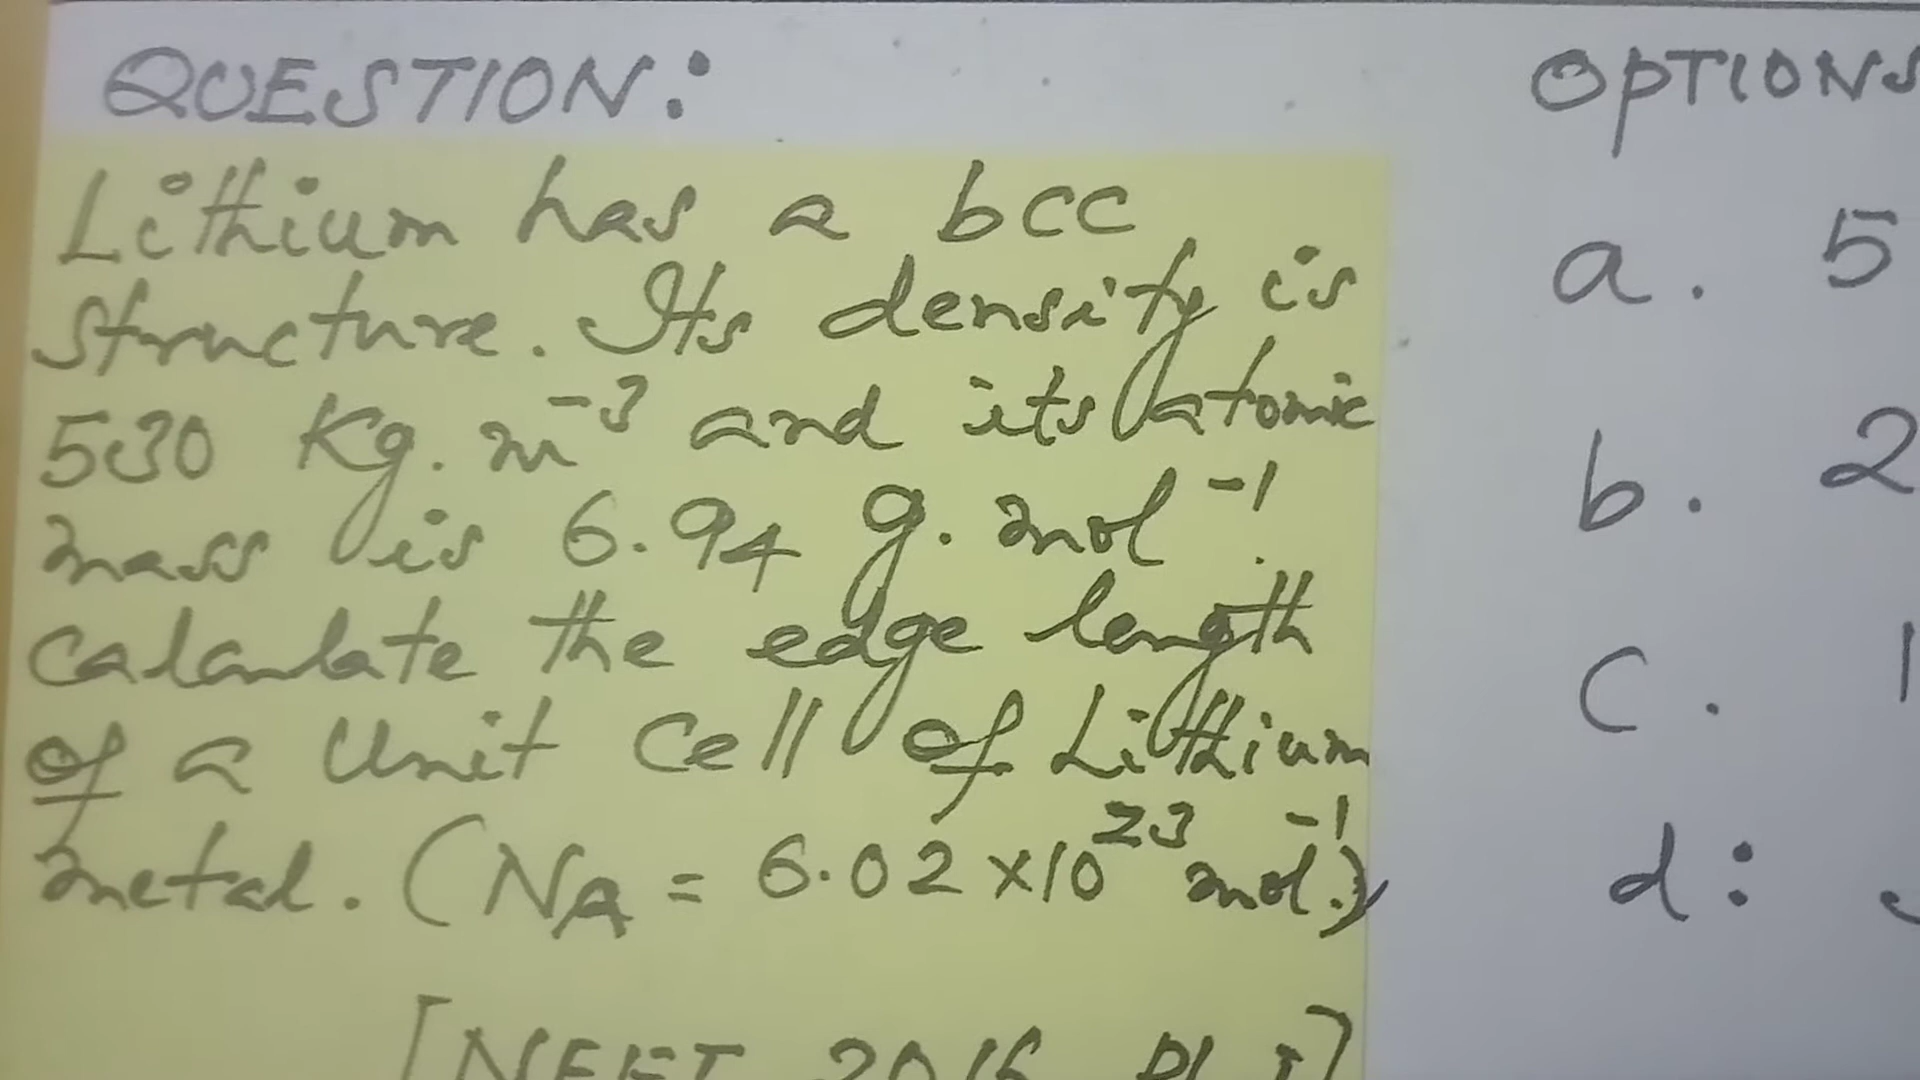 QUESTION:
Lithium has a bcc
structure. Its density is
530 Kg. m⁻³ and its atomic
mass is 6.94 g. mol⁻¹.
Calculate the edge length
of a Unit Cell of Lithium
metal. (NA = 6.02 ×10²³ mol⁻¹.)
[NEET 2016
OPTIONS
a. 5
b. 2
c. 1
d: